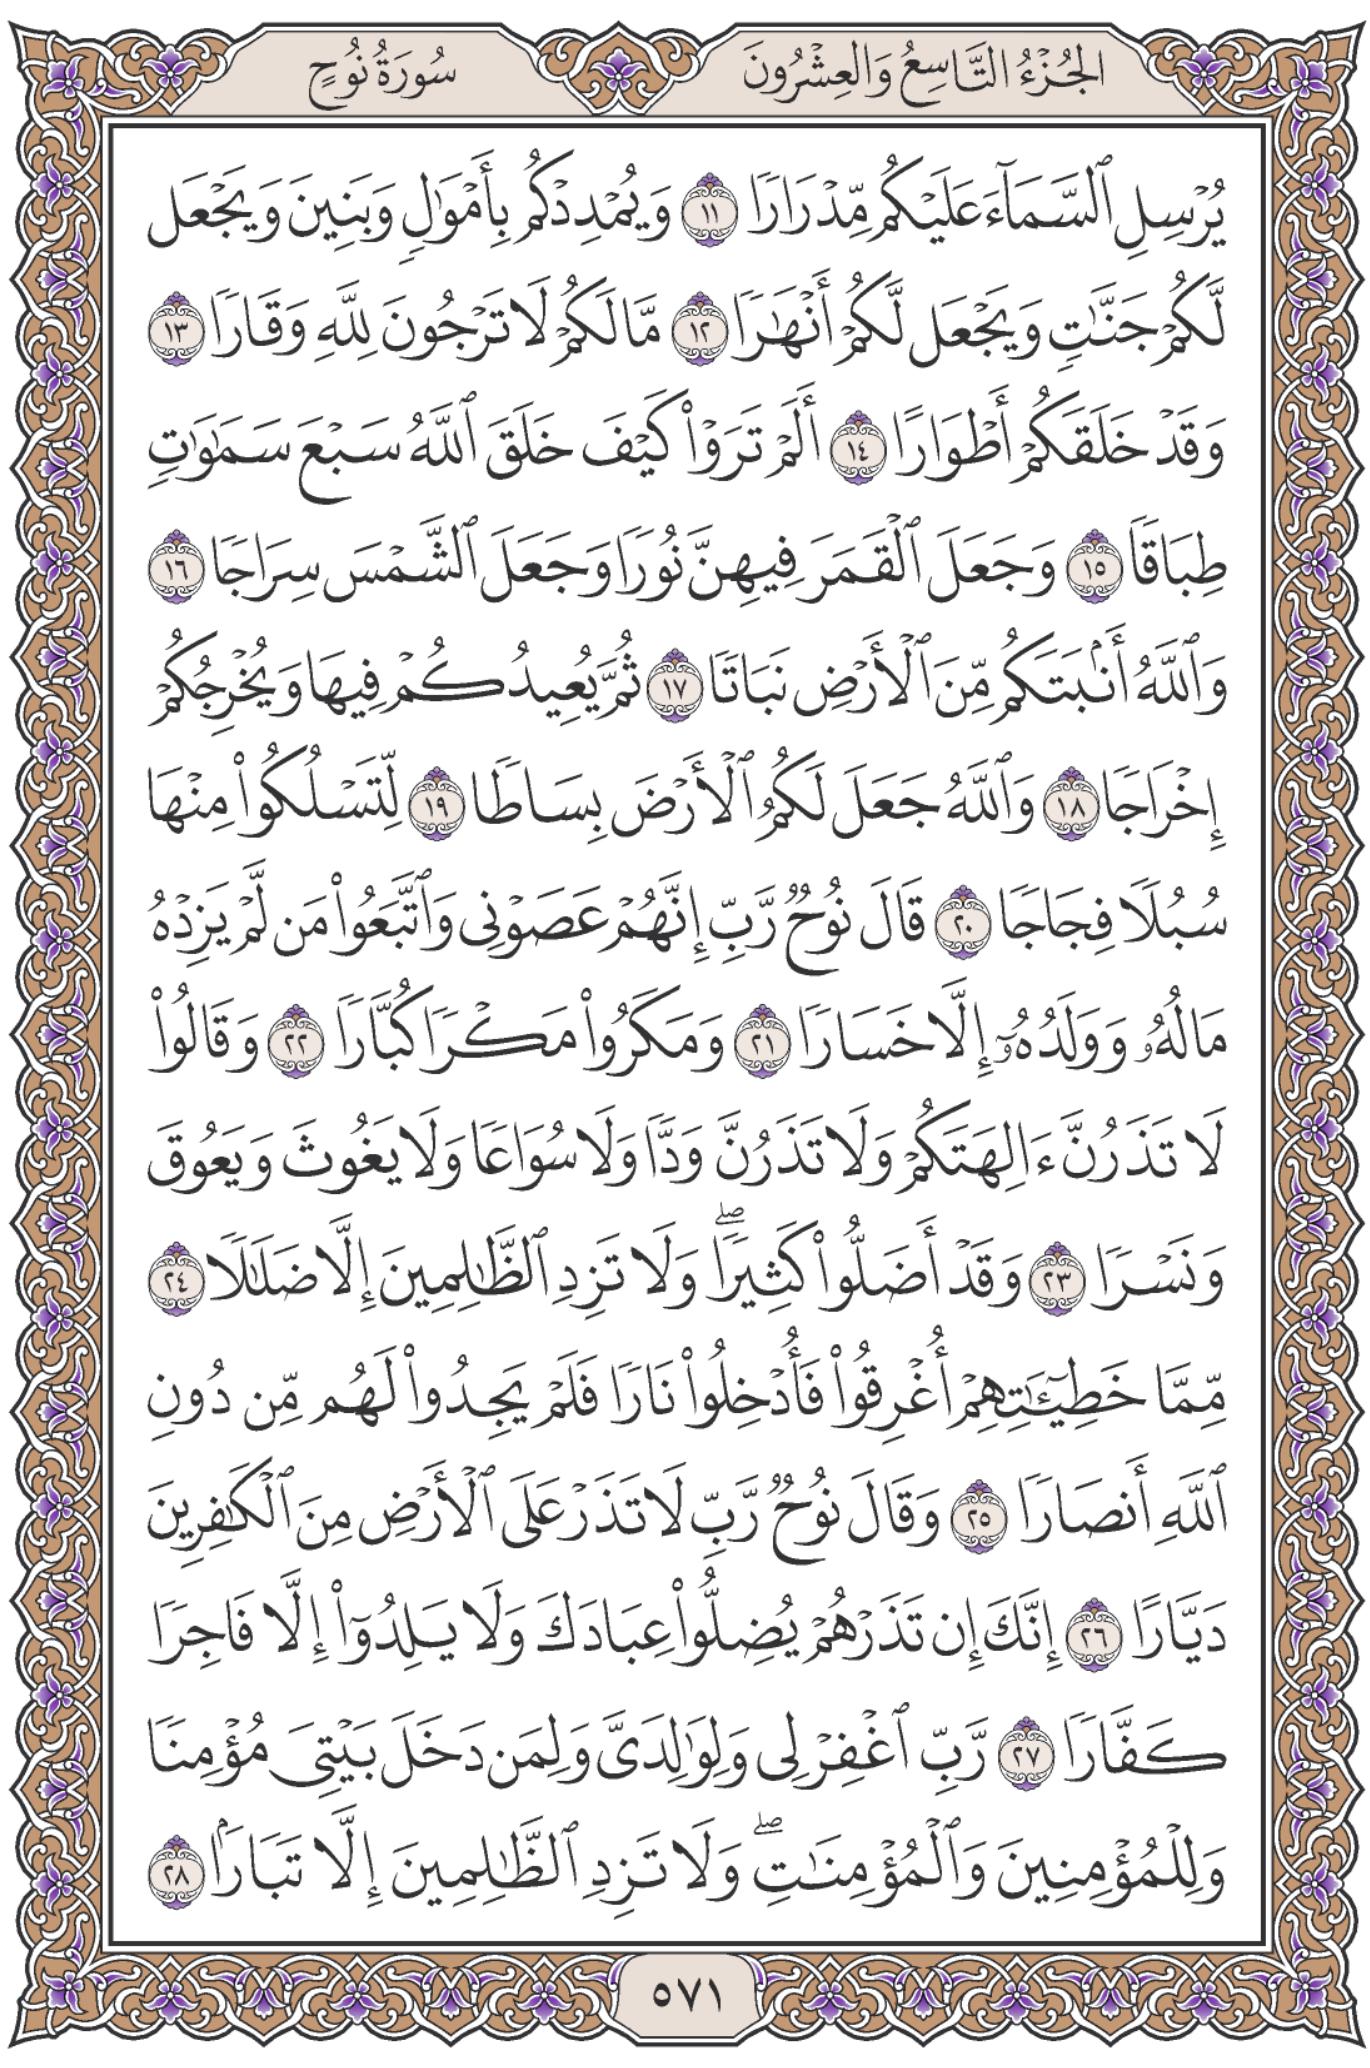 الجُزْءُ التَّاسِعُ وَالعِشْرُونَ
سُورَةُ نُوحٍ
يُرْسِلِ ٱلسَّمَآءَ عَلَيْكُم مِّدْرَارًا ١١ وَيُمْدِدْكُم بِأَمْوَٰلٍ وَبَنِينَ وَيَجْعَل
لَّكُمْ جَنَّٰتٍ وَيَجْعَل لَّكُمْ أَنْهَٰرًا ١٢ مَّا لَكُمْ لَا تَرْجُونَ لِلَّهِ وَقَارًا ١٣
وَقَدْ خَلَقَكُمْ أَطْوَارًا ١٤ أَلَمْ تَرَوْا۟ كَيْفَ خَلَقَ ٱللَّهُ سَبْعَ سَمَٰوَٰتٍ
طِبَاقًا ١٥ وَجَعَلَ ٱلْقَمَرَ فِيهِنَّ نُورًا وَجَعَلَ ٱلشَّمْسَ سِرَاجًا ١٦
وَٱللَّهُ أَنۢبَتَكُم مِّنَ ٱلْأَرْضِ نَبَاتًا ١٧ ثُمَّ يُعِيدُكُمْ فِيهَا وَيُخْرِجُكُمْ
إِخْرَاجًا ١٨ وَٱللَّهُ جَعَلَ لَكُمُ ٱلْأَرْضَ بِسَاطًا ١٩ لِّتَسْلُكُوا۟ مِنْهَا
سُبُلًا فِجَاجًا ٢٠ قَالَ نُوحٌ رَّبِّ إِنَّهُمْ عَصَوْنِى وَٱتَّبَعُوا۟ مَن لَّمْ يَزِدْهُ
مَالُهُۥ وَوَلَدُهُۥٓ إِلَّا خَسَارًا ٢١ وَمَكَرُوا۟ مَكْرًا كُبَّارًا ٢٢ وَقَالُوا۟
لَا تَذَرُنَّ ءَالِهَتَكُمْ وَلَا تَذَرُنَّ وَدًّا وَلَا سُوَاعًا وَلَا يَغُوثَ وَيَعُوقَ
وَنَسْرًا ٢٣ وَقَدْ أَضَلُّوا۟ كَثِيرًا ۖ وَلَا تَزِدِ ٱلظَّٰلِمِينَ إِلَّا ضَلَٰلًا ٢٤
مِّمَّا خَطِيٓـَٰٔتِهِمْ أُغْرِقُوا۟ فَأُدْخِلُوا۟ نَارًا فَلَمْ يَجِدُوا۟ لَهُم مِّن دُونِ
ٱللَّهِ أَنصَارًا ٢٥ وَقَالَ نُوحٌ رَّبِّ لَا تَذَرْ عَلَى ٱلْأَرْضِ مِنَ ٱلْكَٰفِرِينَ
دَيَّارًا ٢٦ إِنَّكَ إِن تَذَرْهُمْ يُضِلُّوا۟ عِبَادَكَ وَلَا يَلِدُوٓا۟ إِلَّا فَاجِرًا
كَفَّارًا ٢٧ رَّبِّ ٱغْفِرْ لِى وَلِوَٰلِدَىَّ وَلِمَن دَخَلَ بَيْتِىَ مُؤْمِنًا
وَلِلْمُؤْمِنِينَ وَٱلْمُؤْمِنَٰتِ ۖ وَلَا تَزِدِ ٱلظَّٰلِمِينَ إِلَّا تَبَارًۢا ٢٨
٥٧١